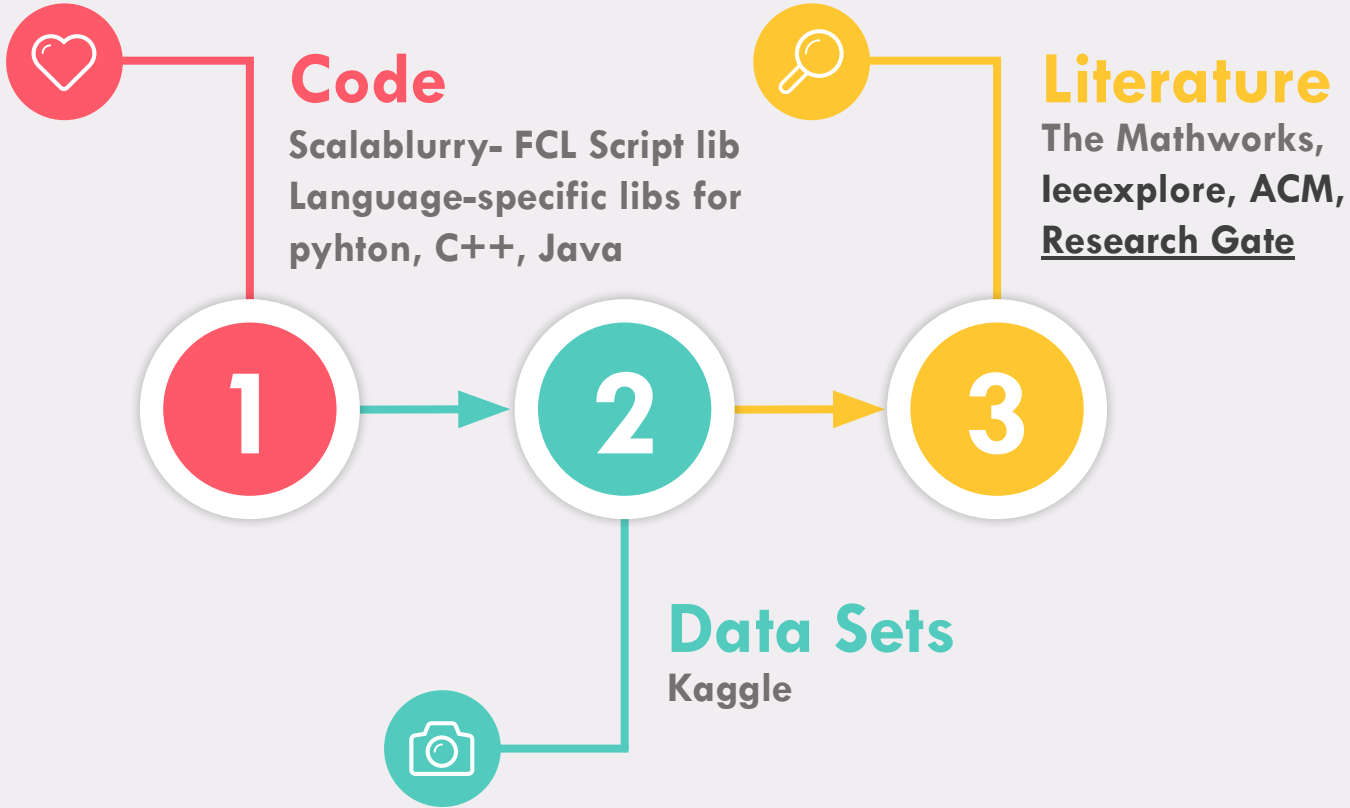 Code
Scalablurry- FCL Script lib
Language-specific libs for
pyhton, C++, Java
Literature
The Mathworks,
Ieeexplore, ACM,
Research Gate
1
2
3
Data Sets
Kaggle